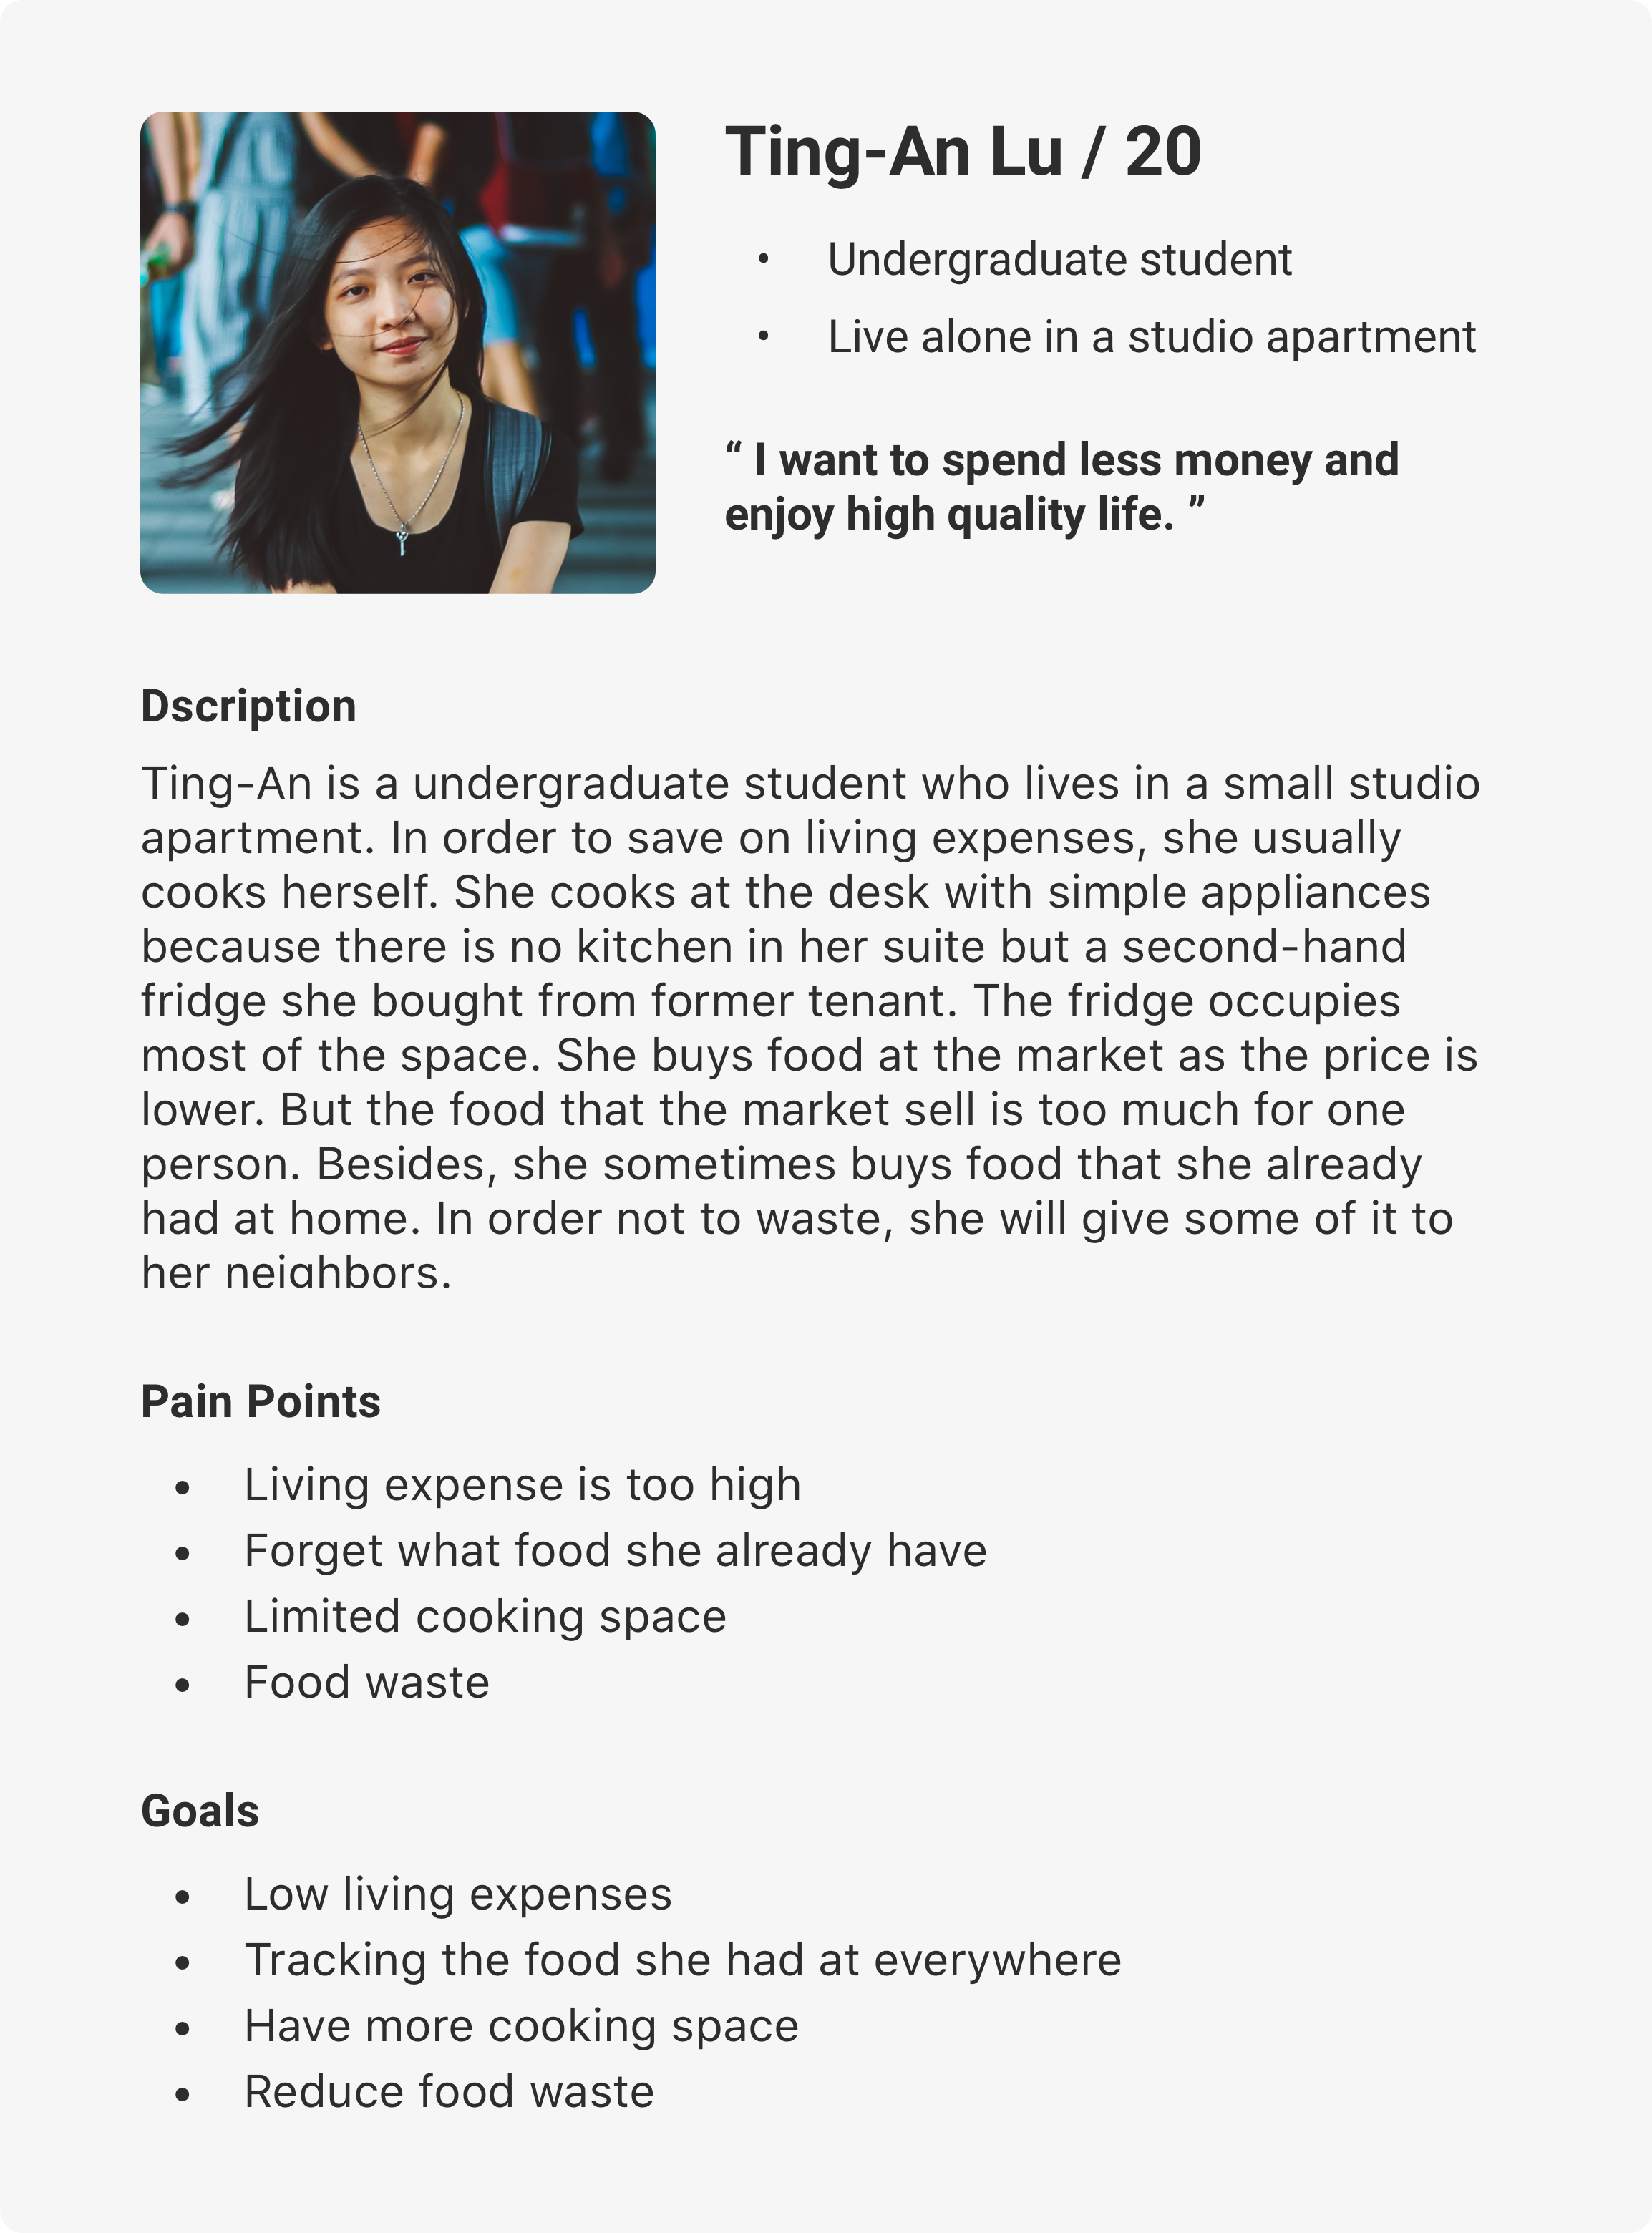 Ting-An Lu / 20
• Undergraduate student
• Live alone in a studio apartment
“ I want to spend less money and
enjoy high quality life. ”
Dscription
Ting-An is a undergraduate student who lives in a small studio
apartment. In order to save on living expenses, she usually
cooks herself. She cooks at the desk with simple appliances
because there is no kitchen in her suite but a second-hand
fridge she bought from former tenant. The fridge occupies
most of the space. She buys food at the market as the price is
lower. But the food that the market sell is too much for one
person. Besides, she sometimes buys food that she already
had at home. In order not to waste, she will give some of it to
her neighbors.
Pain Points
• Living expense is too high
• Forget what food she already have
• Limited cooking space
• Food waste
Goals
• Low living expenses
• Tracking the food she had at everywhere
• Have more cooking space
• Reduce food waste